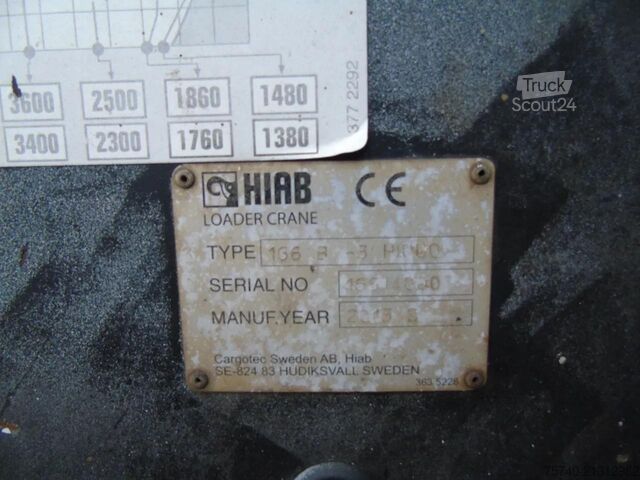 3600 2500 1860 1480
3400 2300 1760 1380
377 2292
Truck
Scout24
HIAB CE
LOADER CRANE
TYPE
SERIAL NO
MANUF.YEAR
Cargotec Sweden AB, Hiab
SE-824 83 HUDIKSVALL SWEDEN
363 5228